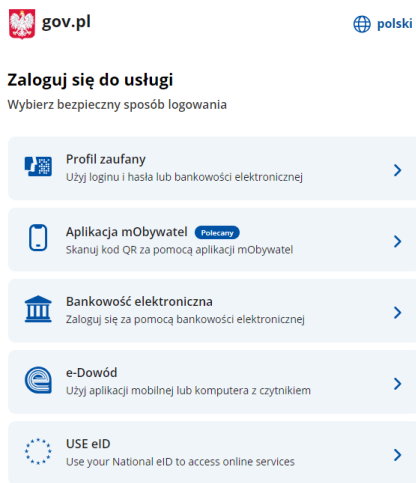 gov.pl
polski
Zaloguj się do usługi
Wybierz bezpieczny sposób logowania
Profil zaufany
Użyj loginu i hasła lub bankowości elektronicznej
Aplikacja mObywatel Polecany
Skanuj kod QR za pomocą aplikacji mObywatel
Bankowość elektroniczna
Zaloguj się za pomocą bankowości elektronicznej
e-Dowód
Użyj aplikacji mobilnej lub komputera z czytnikiem
USE eID
Use your National eID to access online services